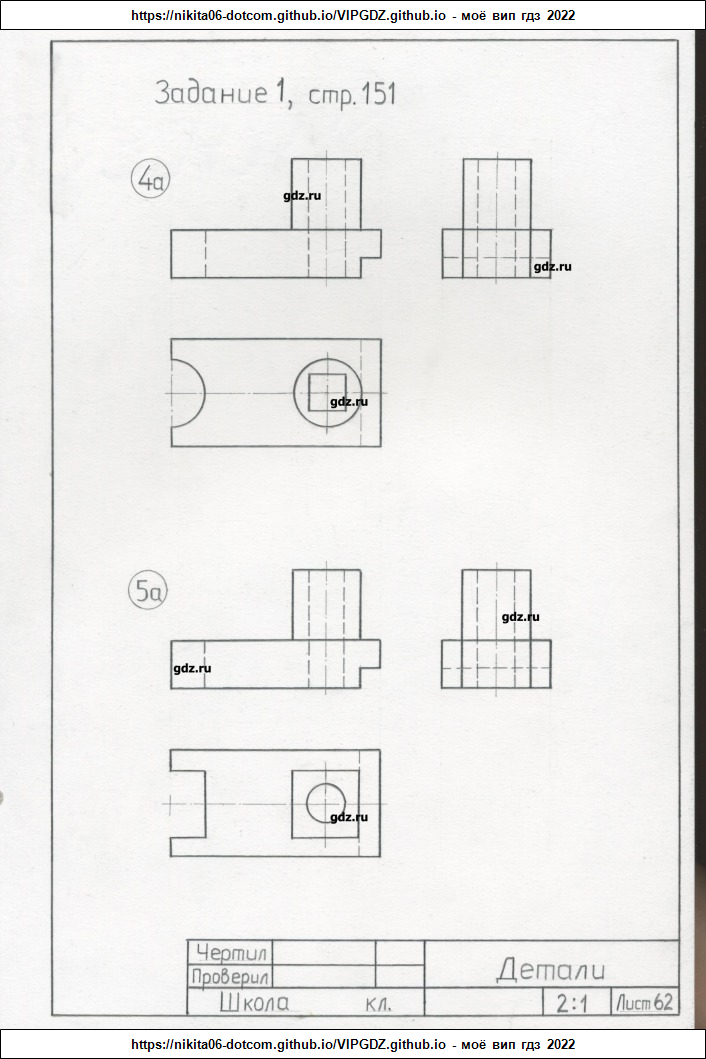 https://nikita06-dotcom.github.io/VIPGDZ.github.io - моё вип гдз 2022
Задание 1, стр. 151
4а
gdz.ru
gdz.ru
gdz.ru
5а
gdz.ru
gdz.ru
gdz.ru
Чертил
Проверил
Детали
Школа кл.
2:1
Лист 62
https://nikita06-dotcom.github.io/VIPGDZ.github.io - моё вип гдз 2022